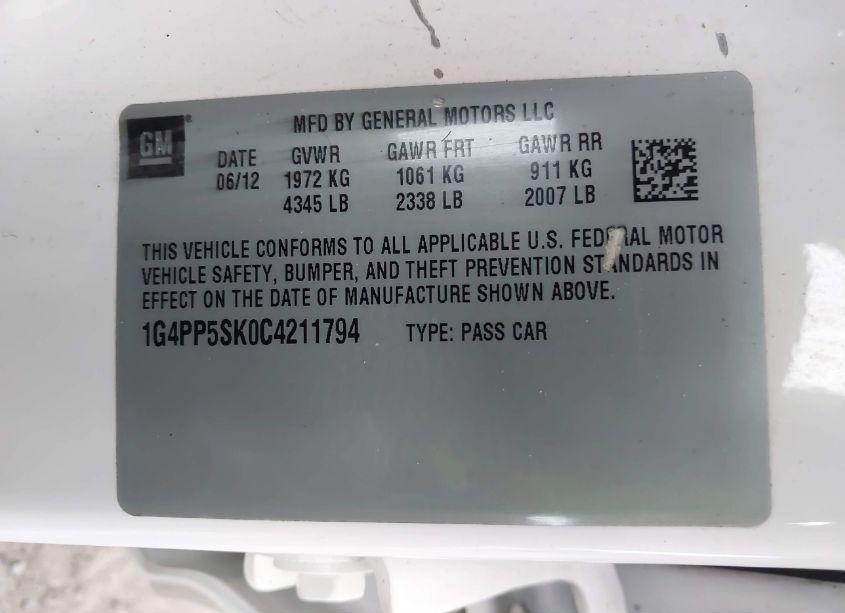 GM
MFD BY GENERAL MOTORS LLC
DATE GVWR GAWR FRT GAWR RR
06/12 1972 KG 1061 KG 911 KG
4345 LB 2338 LB 2007 LB
THIS VEHICLE CONFORMS TO ALL APPLICABLE U.S. FEDERAL MOTOR
VEHICLE SAFETY, BUMPER, AND THEFT PREVENTION STANDARDS IN
EFFECT ON THE DATE OF MANUFACTURE SHOWN ABOVE.
1G4PP5SK0C4211794 TYPE: PASS CAR